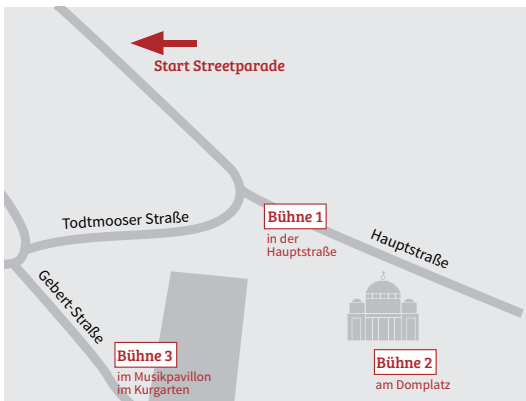 Start Streetparade
Todtmooser Straße
Bühne 1
in der
Hauptstraße
Hauptstraße
Gebert-Straße
Bühne 3
im Musikpavillon
im Kurgarten
Bühne 2
am Domplatz